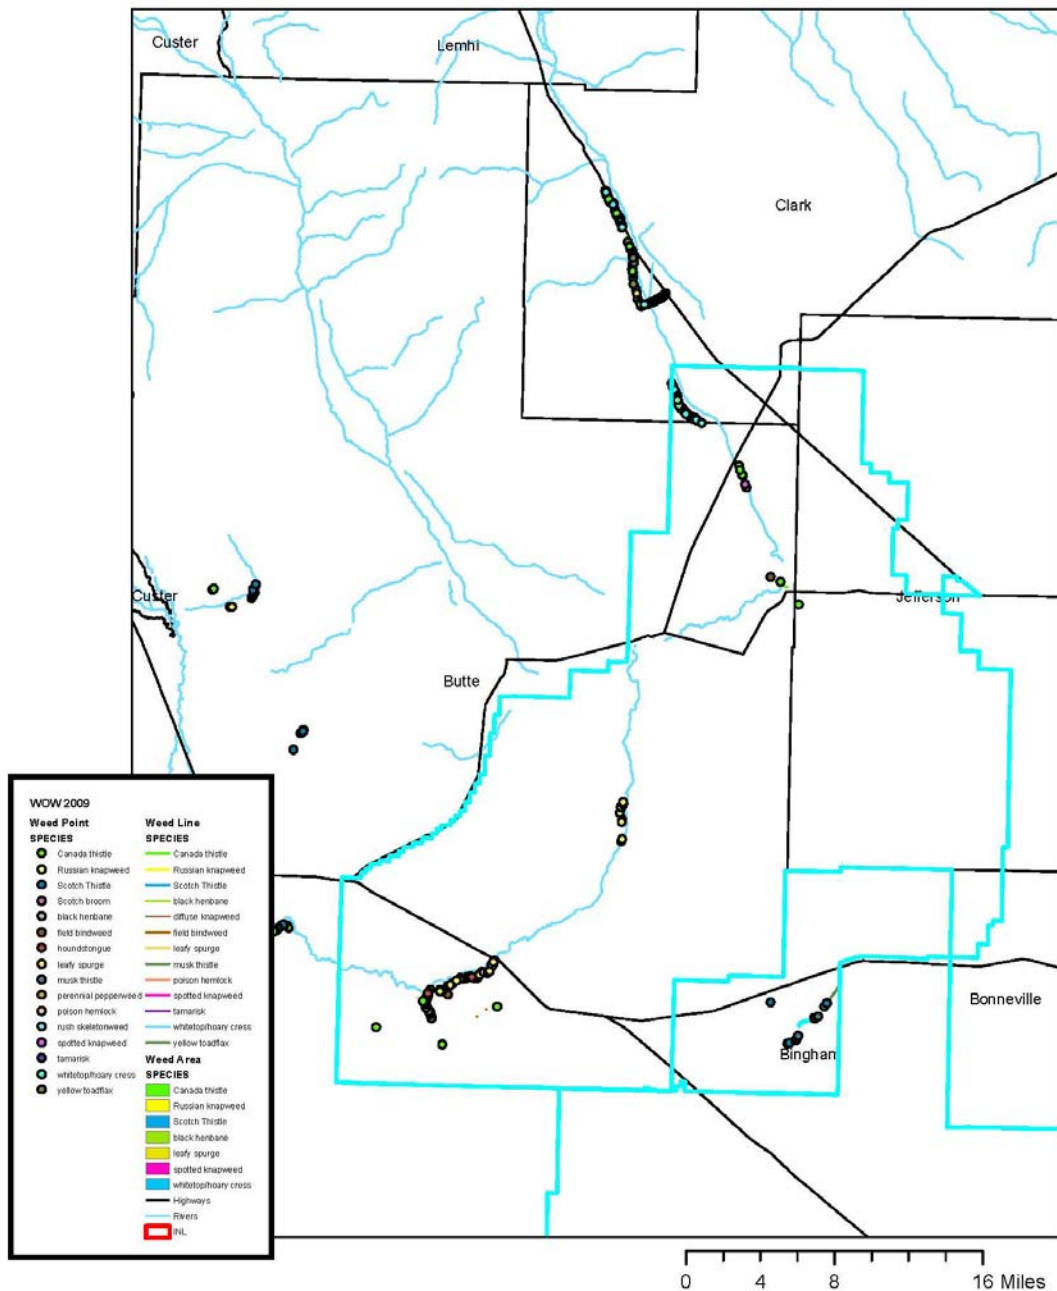 Custer
Lemhi
Clark
Custer
Jefferson
Butte
Bonneville
Bingham
WOW 2009
Weed Point
SPECIES
Canada thistle
Russian knapweed
Scotch Thistle
Scotch broom
black henbane
field bindweed
houndstongue
leafy spurge
musk thistle
perennial pepperweed
poison hemlock
rush skeletonweed
spotted knapweed
tamarisk
whitetop/hoary cress
yellow toadflax
Weed Line
SPECIES
Canada thistle
Russian knapweed
Scotch Thistle
black henbane
diffuse knapweed
field bindweed
leafy spurge
musk thistle
poison hemlock
spotted knapweed
tamarisk
whitetop/hoary cress
yellow toadflax
Weed Area
SPECIES
Canada thistle
Russian knapweed
Scotch Thistle
black henbane
leafy spurge
spotted knapweed
whitetop/hoary cress
Highways
Rivers
INL
0 4 8 16 Miles